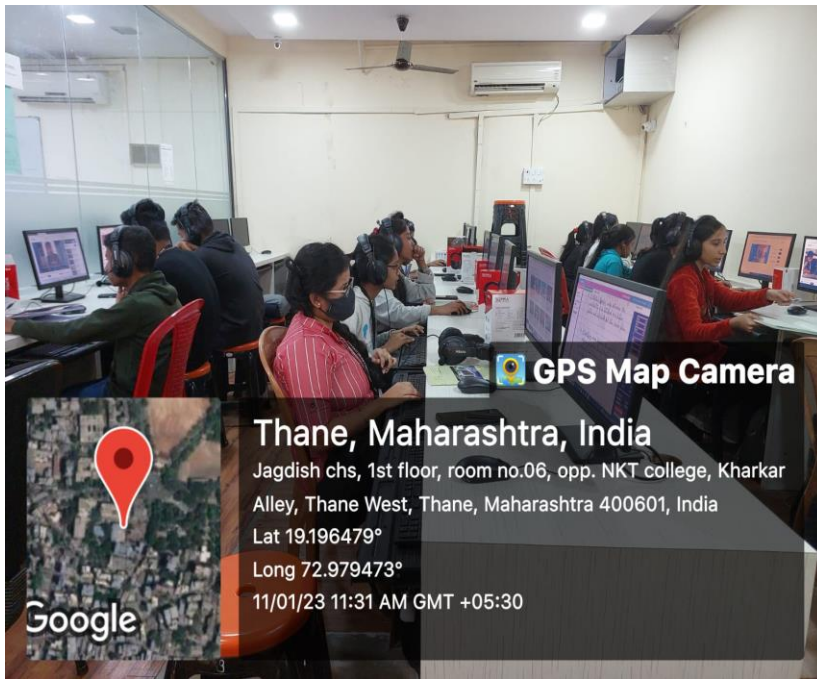 GPS Map Camera
Thane, Maharashtra, India
Jagdish chs, 1st floor, room no.06, opp. NKT college, Kharkar
Alley, Thane West, Thane, Maharashtra 400601, India
Lat 19.196479°
Long 72.979473°
11/01/23 11:31 AM GMT +05:30
Google